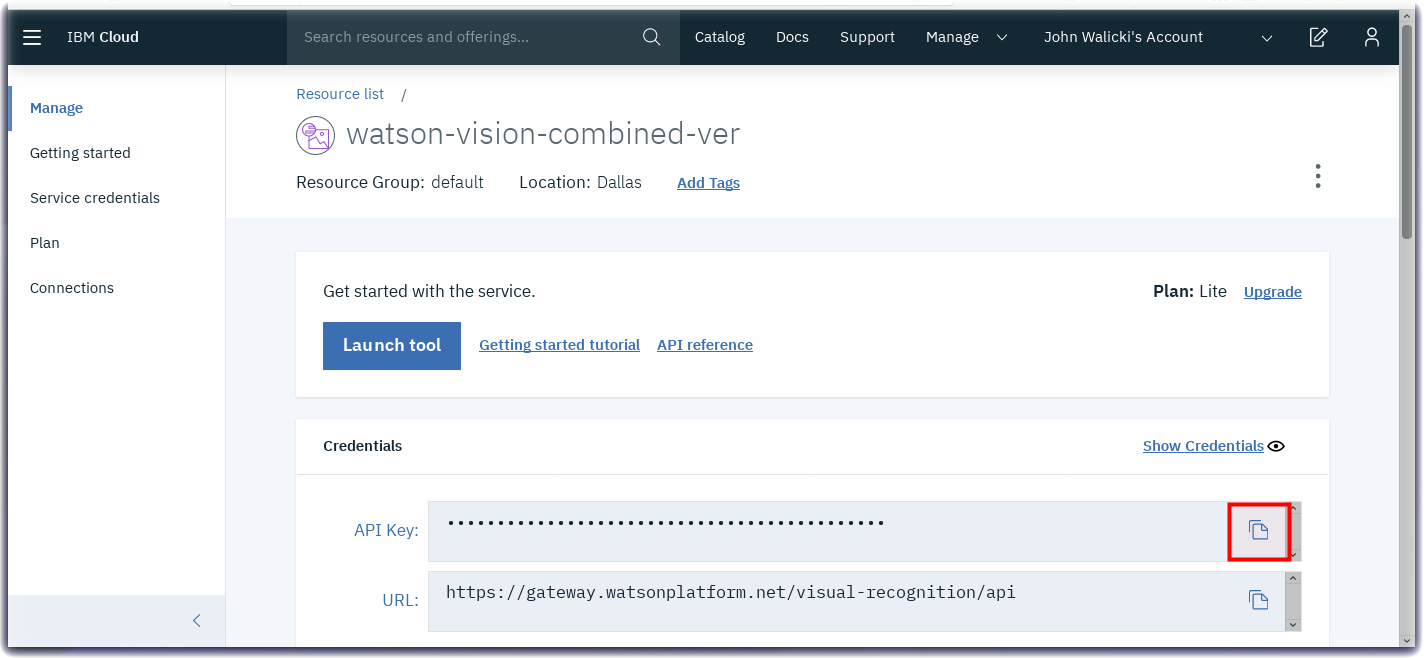 IBM Cloud
Search resources and offerings...
Catalog
Docs
Support
Manage
John Walicki's Account
Manage
Getting started
Service credentials
Plan
Connections
Resource list /
watson-vision-combined-ver
Resource Group: default Location: Dallas Add Tags
Get started with the service.
Plan: Lite Upgrade
Launch tool Getting started tutorial API reference
Credentials
Show Credentials
API Key: ••••••••••••••••••••••••••••••••••••••••••••
URL: https://gateway.watsonplatform.net/visual-recognition/api